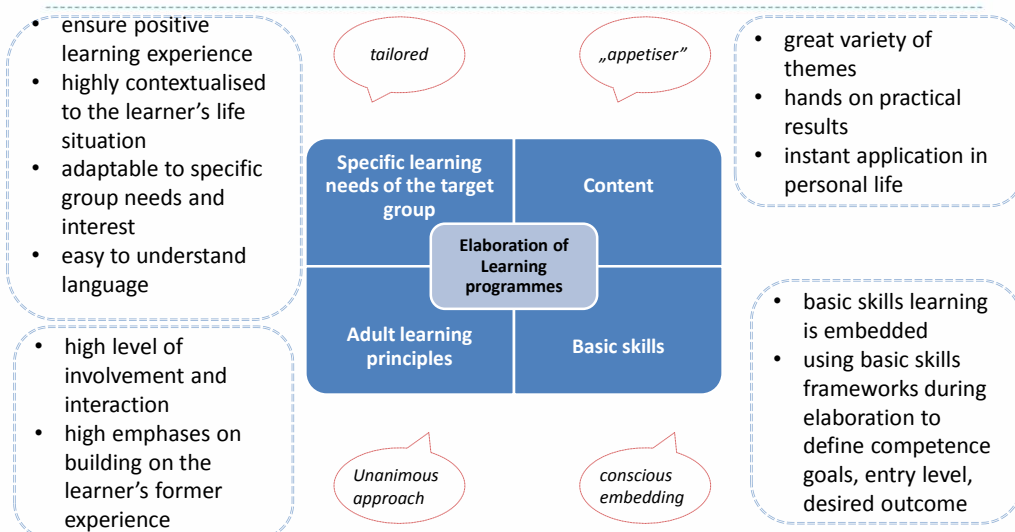 • ensure positive
learning experience
• highly contextualised
to the learner's life
situation
• adaptable to specific
group needs and
interest
• easy to understand
language
tailored
„appetiser”
• great variety of
themes
• hands on practical
results
• instant application in
personal life
Specific learning
needs of the target
group
Content
Elaboration of
Learning
programmes
Adult learning
principles
Basic skills
• high level of
involvement and
interaction
• high emphases on
building on the
learner's former
experience
Unanimous
approach
conscious
embedding
• basic skills learning
is embedded
• using basic skills
frameworks during
elaboration to
define competence
goals, entry level,
desired outcome